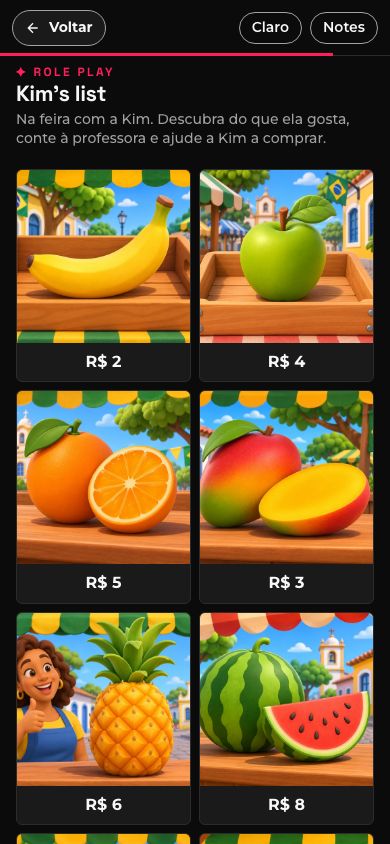 ← Voltar
Claro
Notes
✦ ROLE PLAY
Kim's list
Na feira com a Kim. Descubra do que ela gosta,
conte à professora e ajude a Kim a comprar.
R$ 2
R$ 4
R$ 5
R$ 3
R$ 6
R$ 8